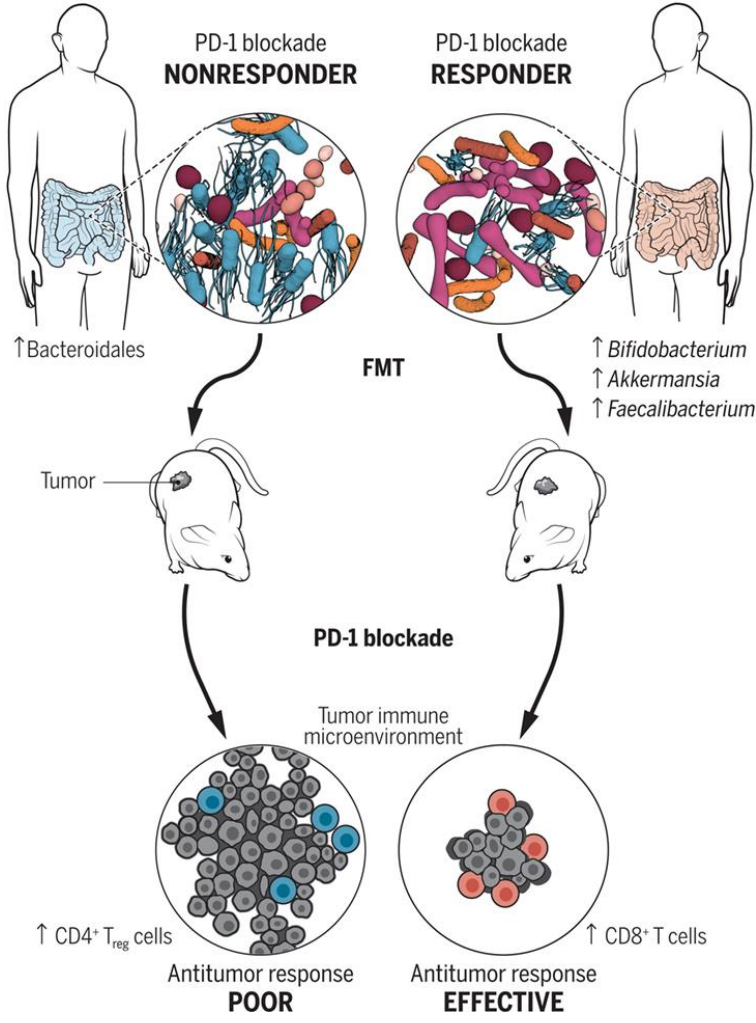 PD-1 blockade
NONRESPONDER
PD-1 blockade
RESPONDER
↑Bacteroidales
↑ Bifidobacterium
↑ Akkermansia
↑ Faecalibacterium
FMT
Tumor
PD-1 blockade
Tumor immune
microenvironment
↑ CD4⁺ Treg cells
↑ CD8⁺ T cells
Antitumor response
POOR
Antitumor response
EFFECTIVE